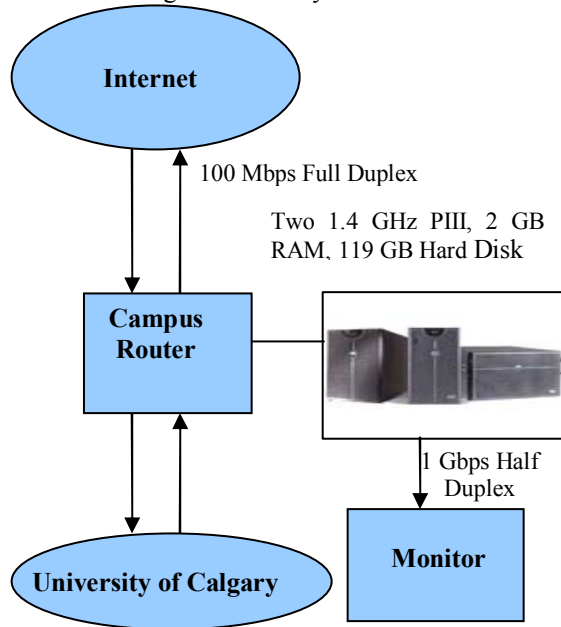 Internet
100 Mbps Full Duplex
Two 1.4 GHz PIII, 2 GB
RAM, 119 GB Hard Disk
Campus
Router
1 Gbps Half
Duplex
Monitor
University of Calgary